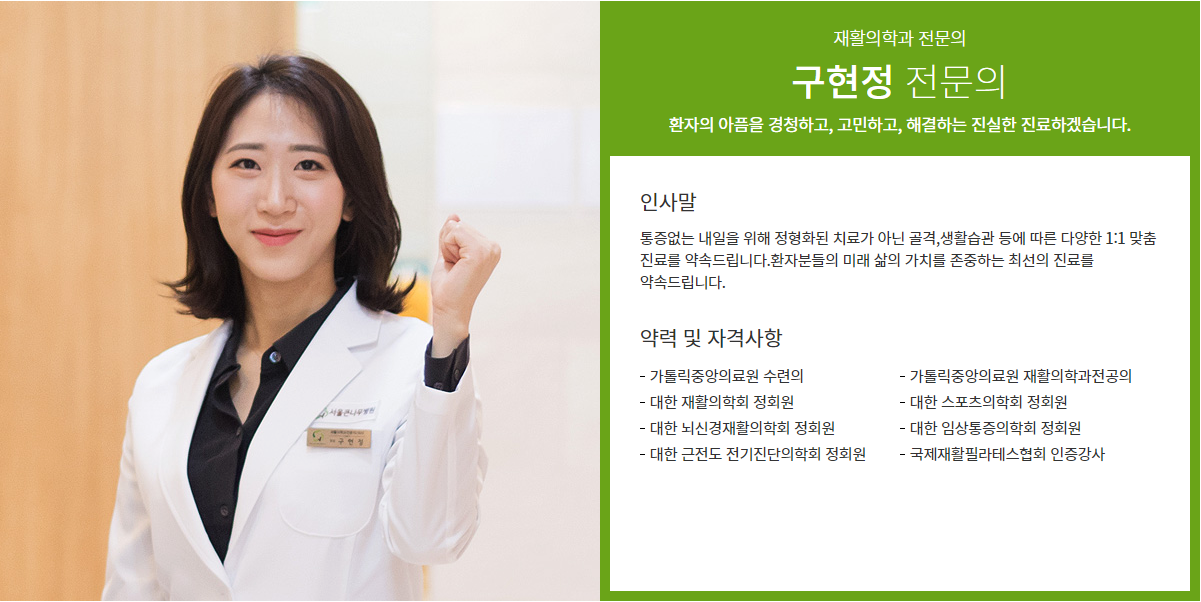 재활의학과 전문의
구현정 전문의
환자의 아픔을 경청하고, 고민하고, 해결하는 진실한 진료하겠습니다.
인사말
통증없는 내일을 위해 정형화된 치료가 아닌 골격,생활습관 등에 따른 다양한 1:1 맞춤
진료를 약속드립니다.환자분들의 미래 삶의 가치를 존중하는 최선의 진료를
약속드립니다.
약력 및 자격사항
- 가톨릭중앙의료원 수련의
- 가톨릭중앙의료원 재활의학과전공의
- 대한 재활의학회 정회원
- 대한 스포츠의학회 정회원
- 대한 뇌신경재활의학회 정회원
- 대한 임상통증의학회 정회원
- 대한 근전도 전기진단의학회 정회원
- 국제재활필라테스협회 인증강사
서울큰나무병원
구현정